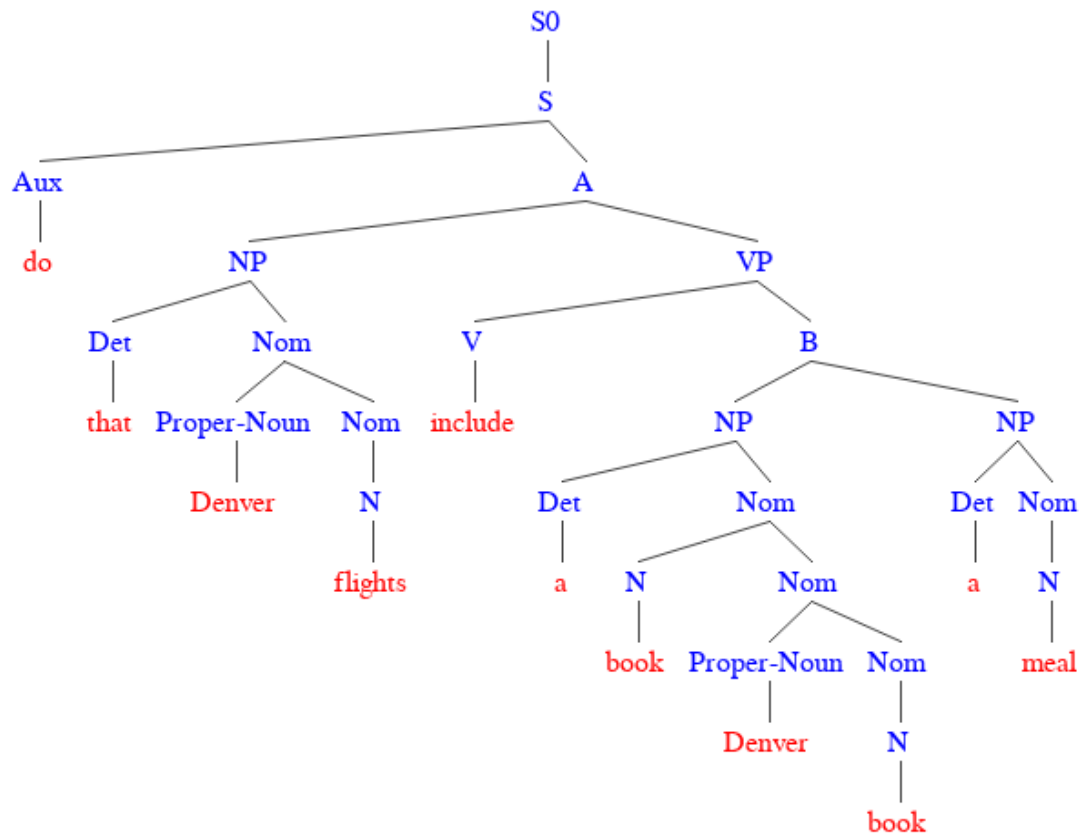 S0
S
Aux A
do NP VP
Det Nom V B
that Proper-Noun Nom include NP NP
Denver N Det Nom Det Nom
flights a N Nom a N
book Proper-Noun Nom meal
Denver N
book